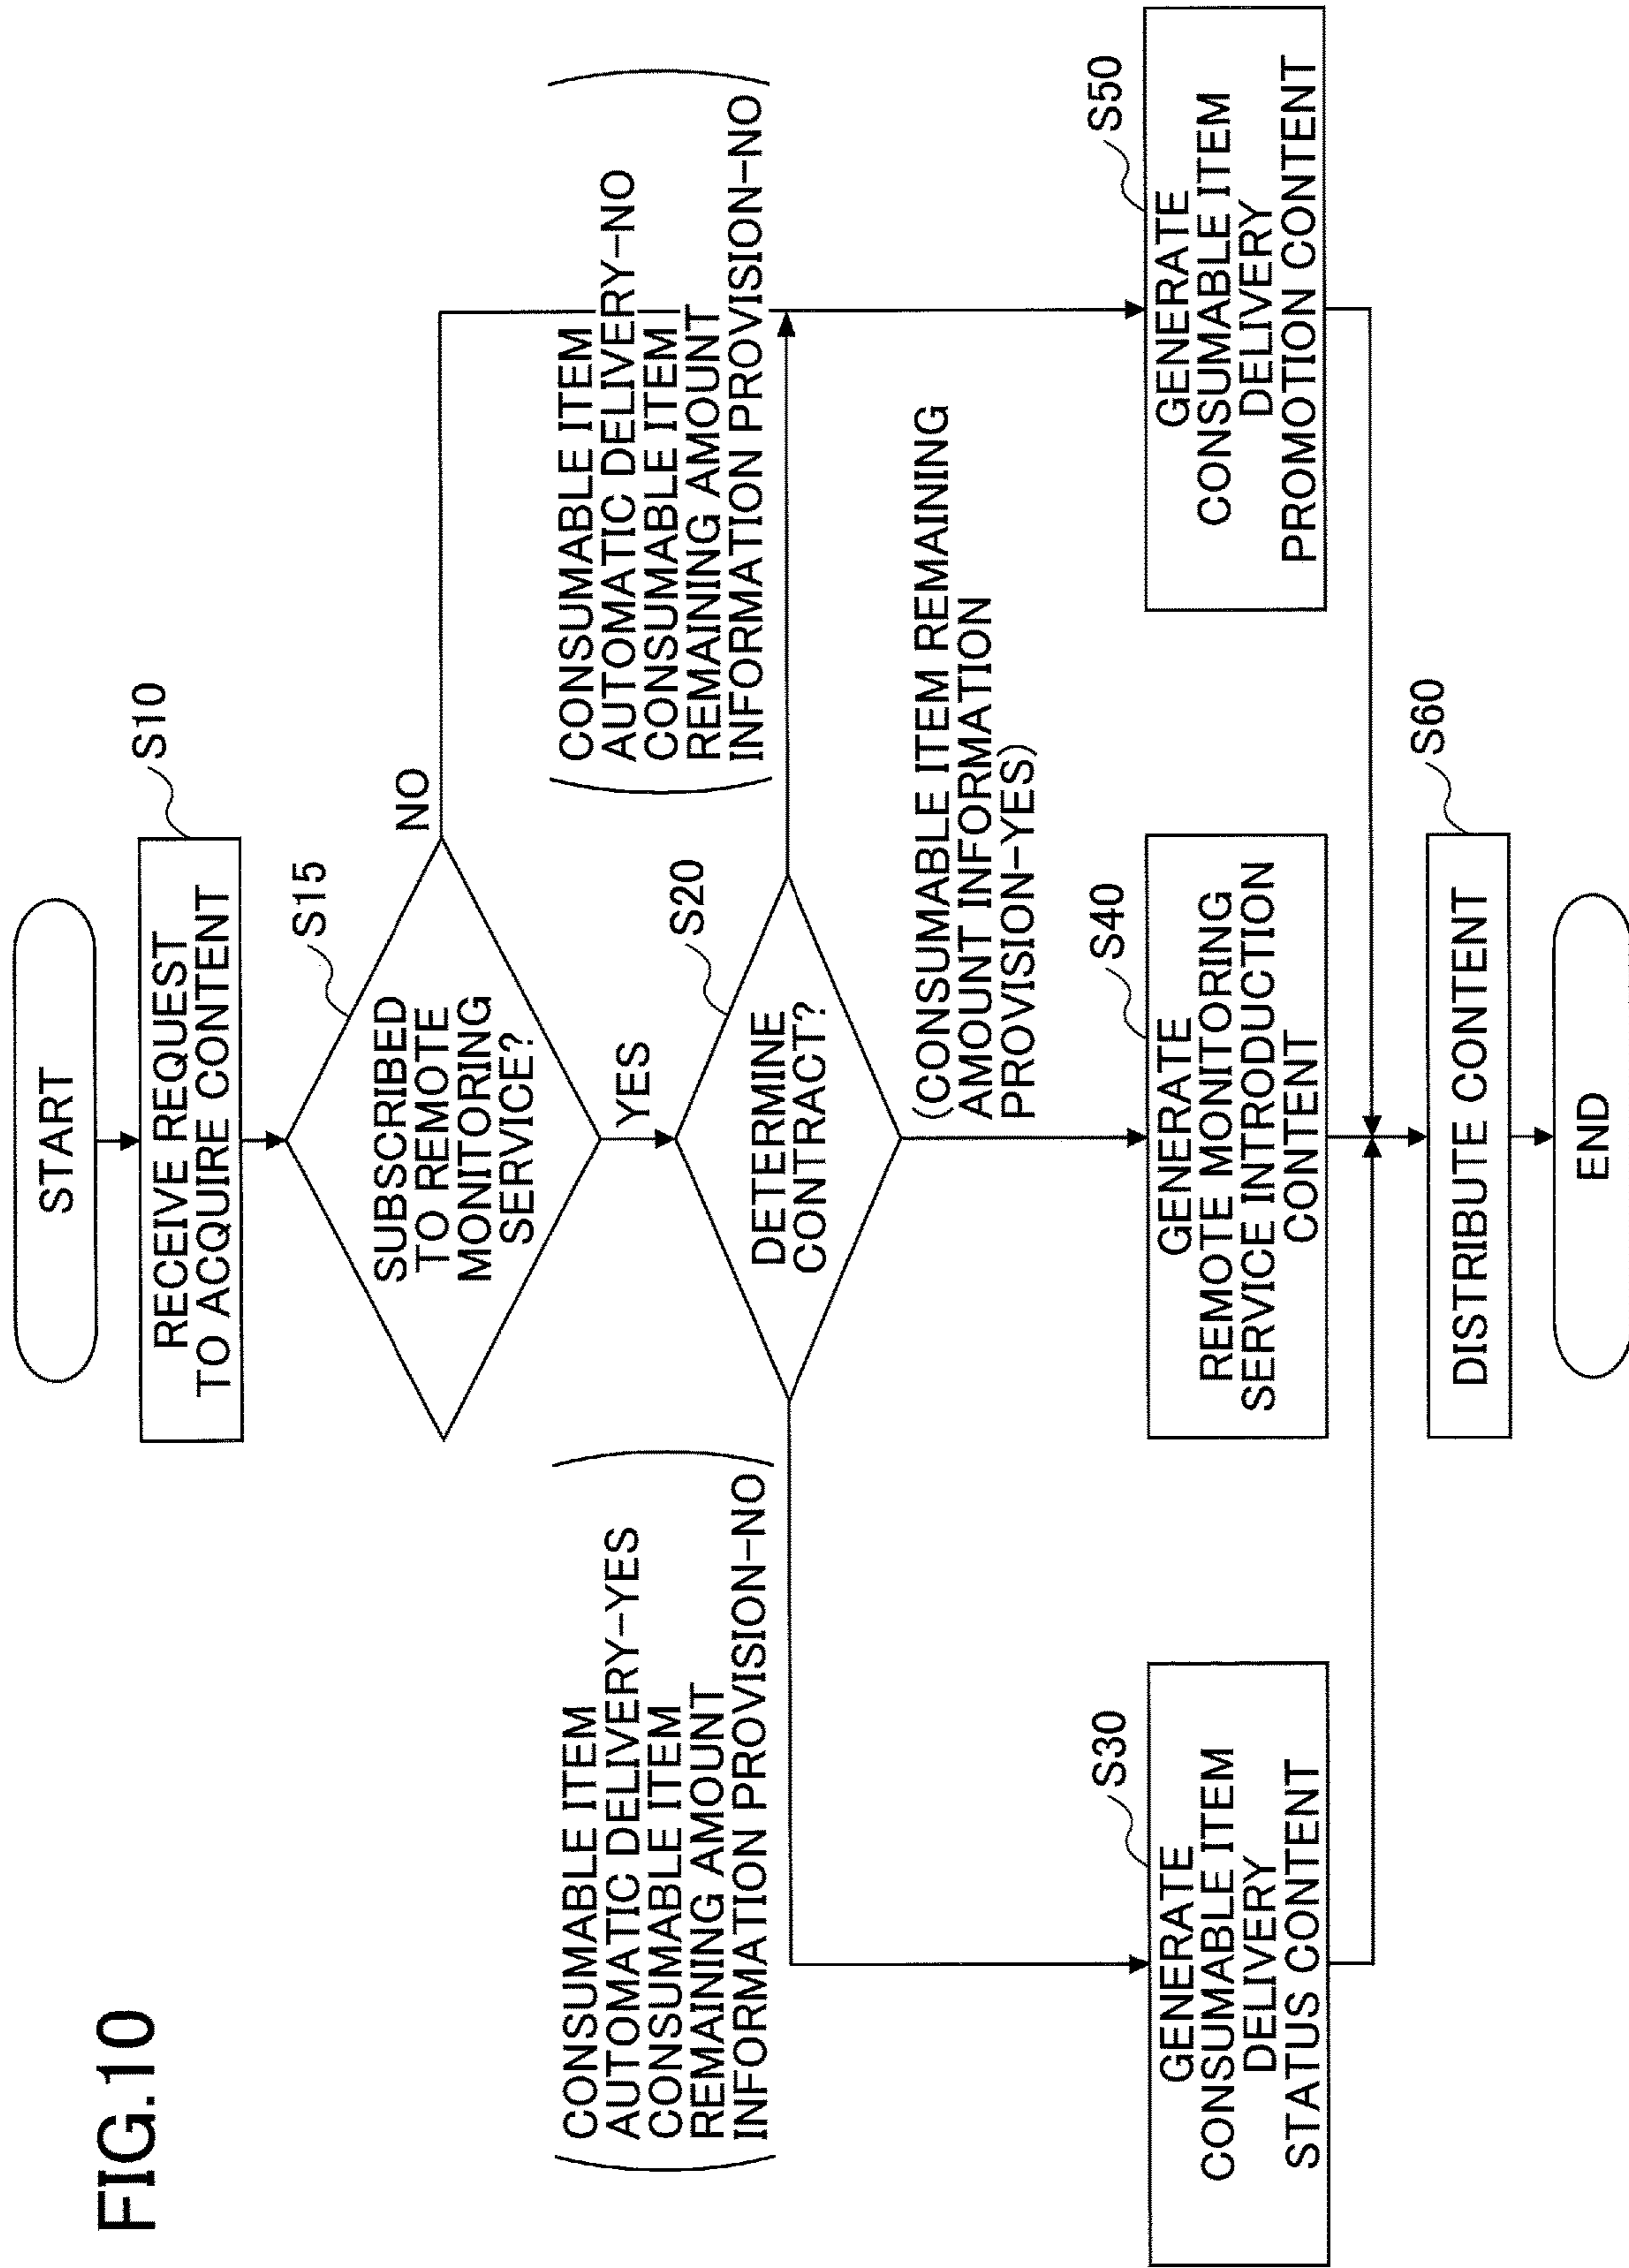 FIG.10
START
S10
RECEIVE REQUEST
TO ACQUIRE CONTENT
S15
SUBSCRIBED
TO REMOTE
MONITORING
SERVICE?
NO
YES
S20
DETERMINE
CONTRACT?
CONSUMABLE ITEM
AUTOMATIC DELIVERY-YES
CONSUMABLE ITEM
REMAINING AMOUNT
INFORMATION PROVISION-NO
CONSUMABLE ITEM
AUTOMATIC DELIVERY-NO
CONSUMABLE ITEM
REMAINING AMOUNT
INFORMATION PROVISION-NO
(CONSUMABLE ITEM REMAINING
AMOUNT INFORMATION
PROVISION-YES)
S30
GENERATE
CONSUMABLE ITEM
DELIVERY
STATUS CONTENT
S40
GENERATE
REMOTE MONITORING
SERVICE INTRODUCTION
CONTENT
S50
GENERATE
CONSUMABLE ITEM
DELIVERY
PROMOTION CONTENT
S60
DISTRIBUTE CONTENT
END